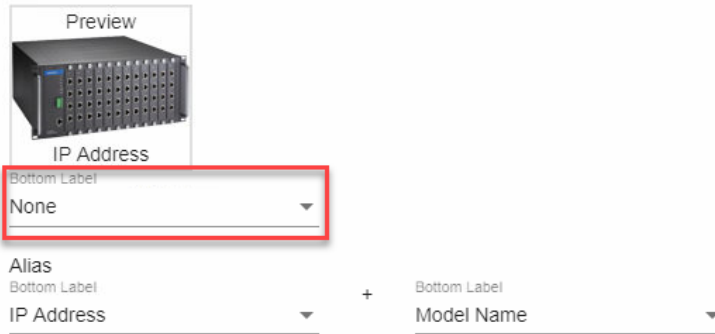 Preview
IP Address
Bottom Label
None
Alias
Bottom Label
IP Address
+
Bottom Label
Model Name